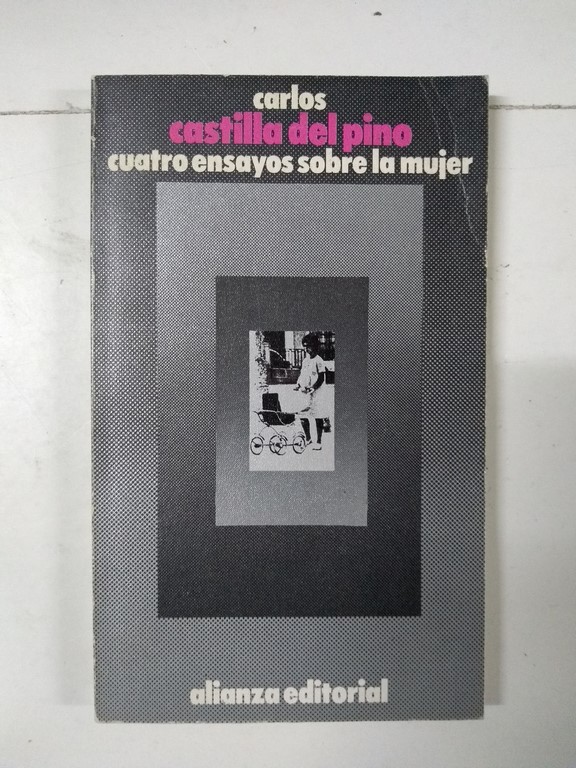 carlos
castilla del pino
cuatro ensayos sobre la mujer
alianza editorial